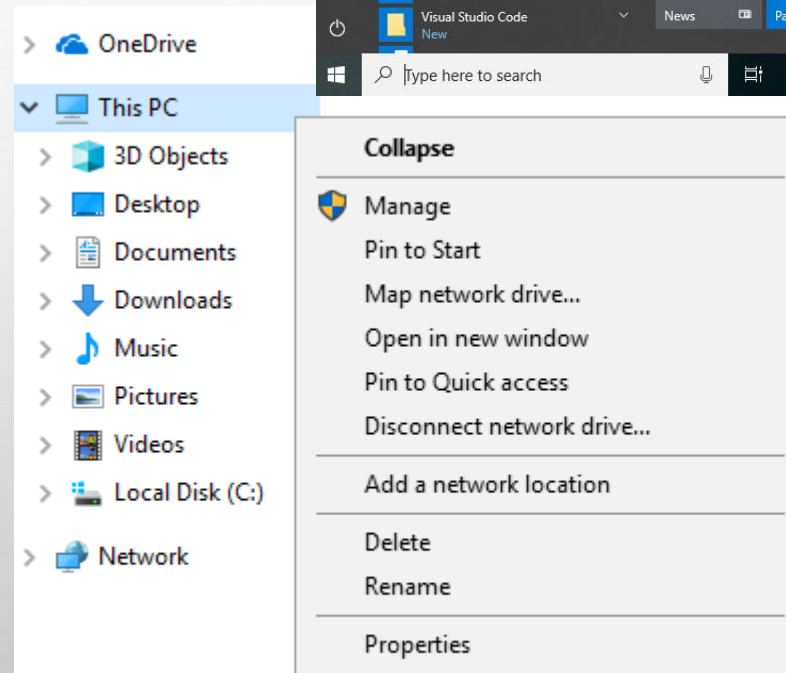 OneDrive
This PC
3D Objects
Desktop
Documents
Downloads
Music
Pictures
Videos
Local Disk (C:)
Network
Visual Studio Code
New
News
Pa
Type here to search
Collapse
Manage
Pin to Start
Map network drive...
Open in new window
Pin to Quick access
Disconnect network drive...
Add a network location
Delete
Rename
Properties